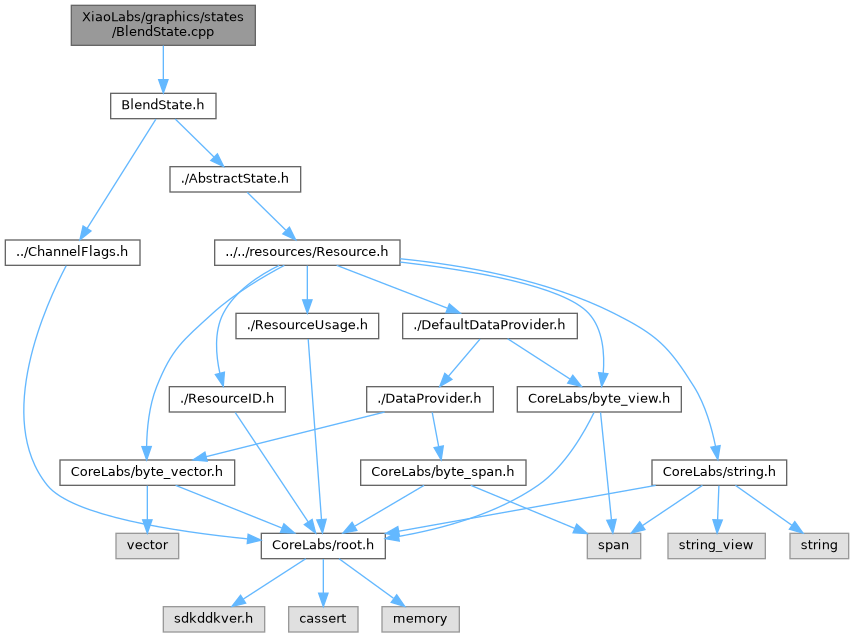 XiaoLabs/graphics/states
/BlendState.cpp
BlendState.h
./AbstractState.h
../ChannelFlags.h
../../resources/Resource.h
./ResourceUsage.h
./DefaultDataProvider.h
./ResourceID.h
./DataProvider.h
CoreLabs/byte_view.h
CoreLabs/byte_vector.h
CoreLabs/byte_span.h
CoreLabs/string.h
vector
CoreLabs/root.h
span
string_view
string
sdkddkver.h
cassert
memory